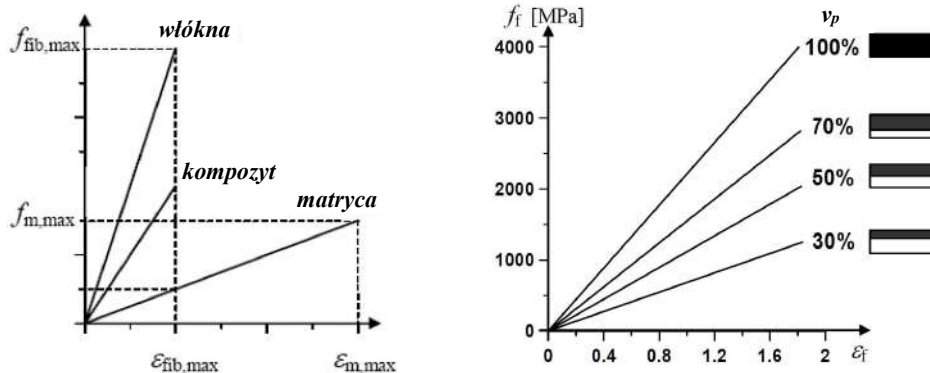 f_fib,max
włókna
kompozyt
f_m,max
matryca
ε_fib,max
ε_m,max
f_f [MPa]
v_p
4000
100%
3000
70%
2000
50%
1000
30%
0
0 0.4 0.8 1.2 1.6 2 ε_f